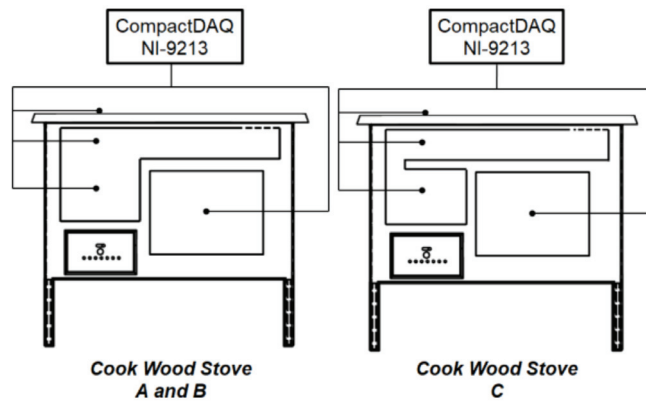 CompactDAQ
NI-9213
CompactDAQ
NI-9213
Cook Wood Stove
A and B
Cook Wood Stove
C